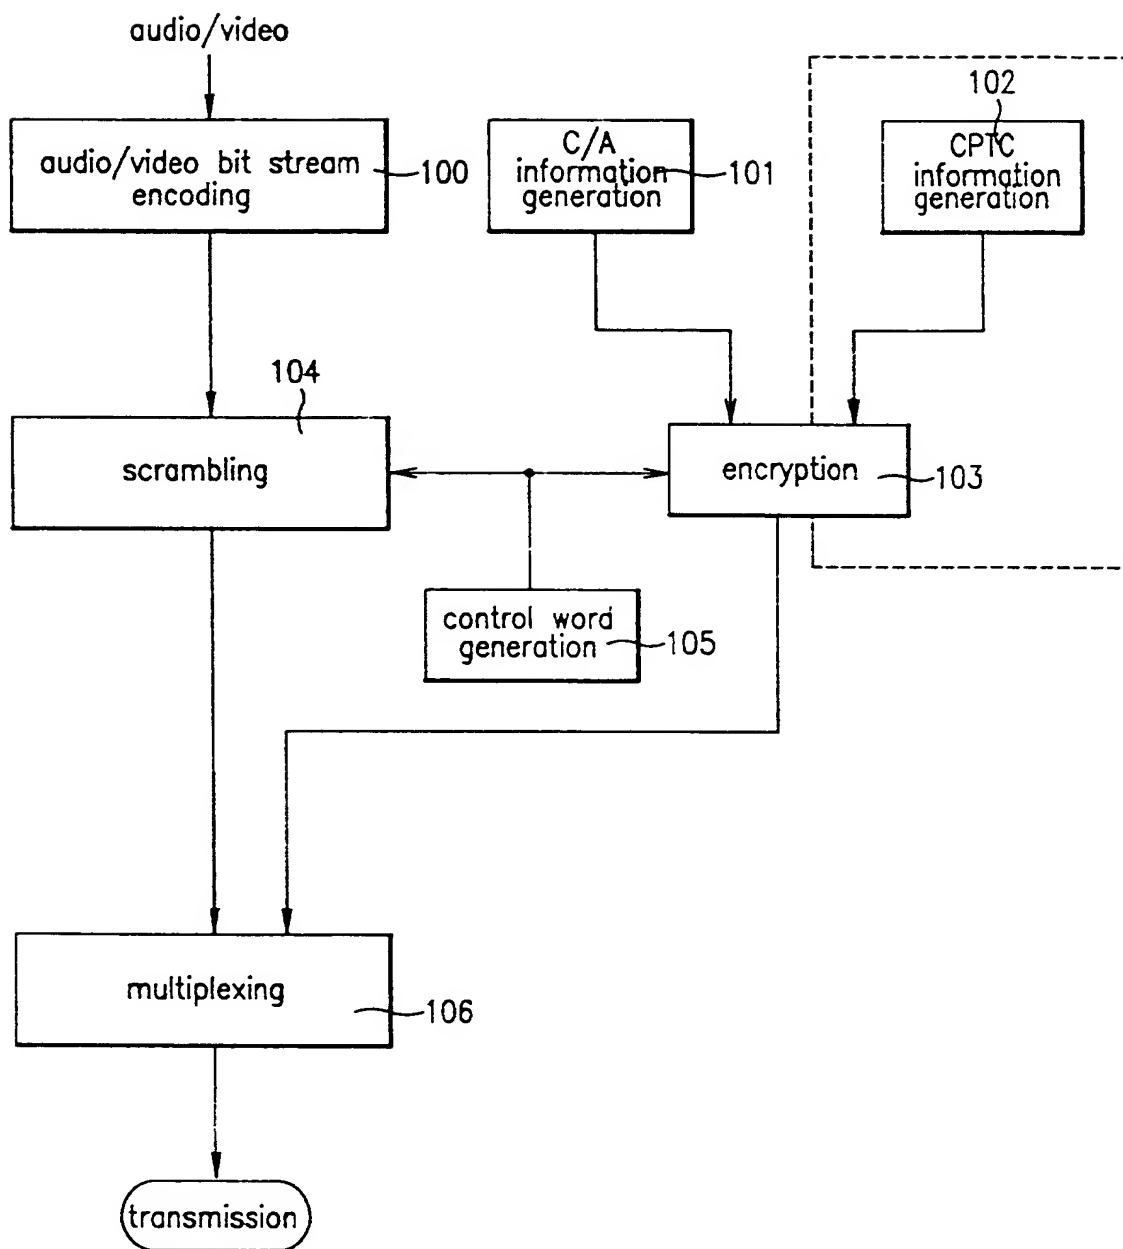 audio/video
audio/video bit stream
encoding
100
C/A
information
generation
101
102
CPTC
information
generation
104
scrambling
encryption
103
control word
generation
105
multiplexing
106
transmission